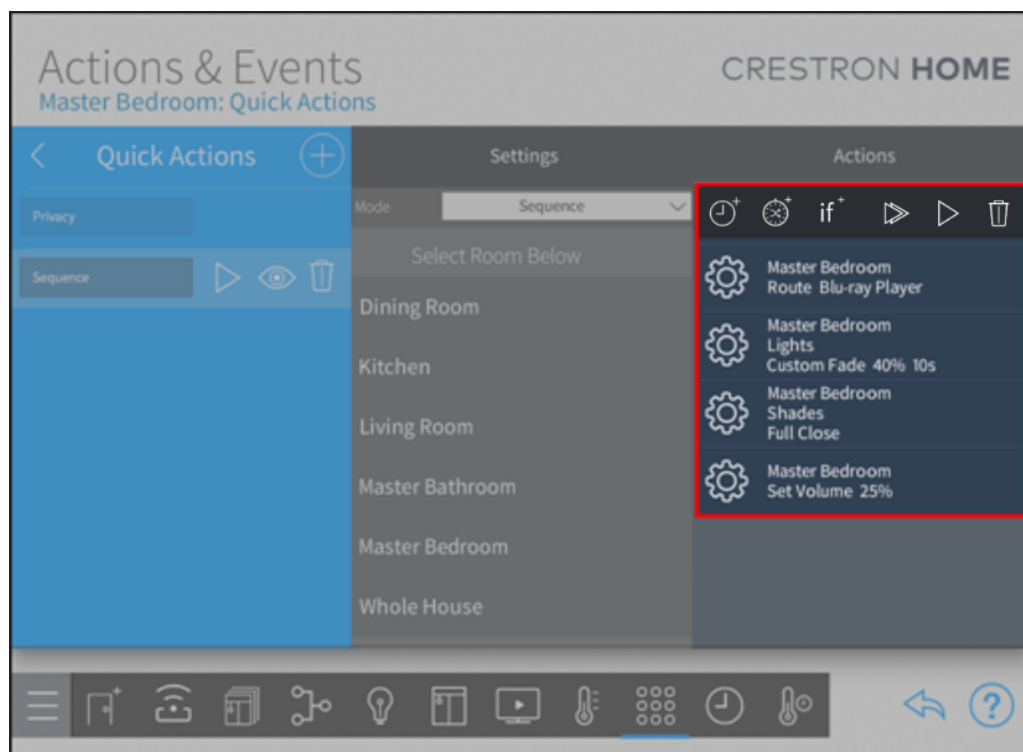 Actions & Events
CRESTRON HOME
Master Bedroom: Quick Actions
Quick Actions
Settings
Actions
Privacy
Mode
Sequence
if
Sequence
Select Room Below
Dining Room
Kitchen
Living Room
Master Bathroom
Master Bedroom
Whole House
Master Bedroom
Route Blu-ray Player
Master Bedroom
Lights
Custom Fade 40% 10s
Master Bedroom
Shades
Full Close
Master Bedroom
Set Volume 25%